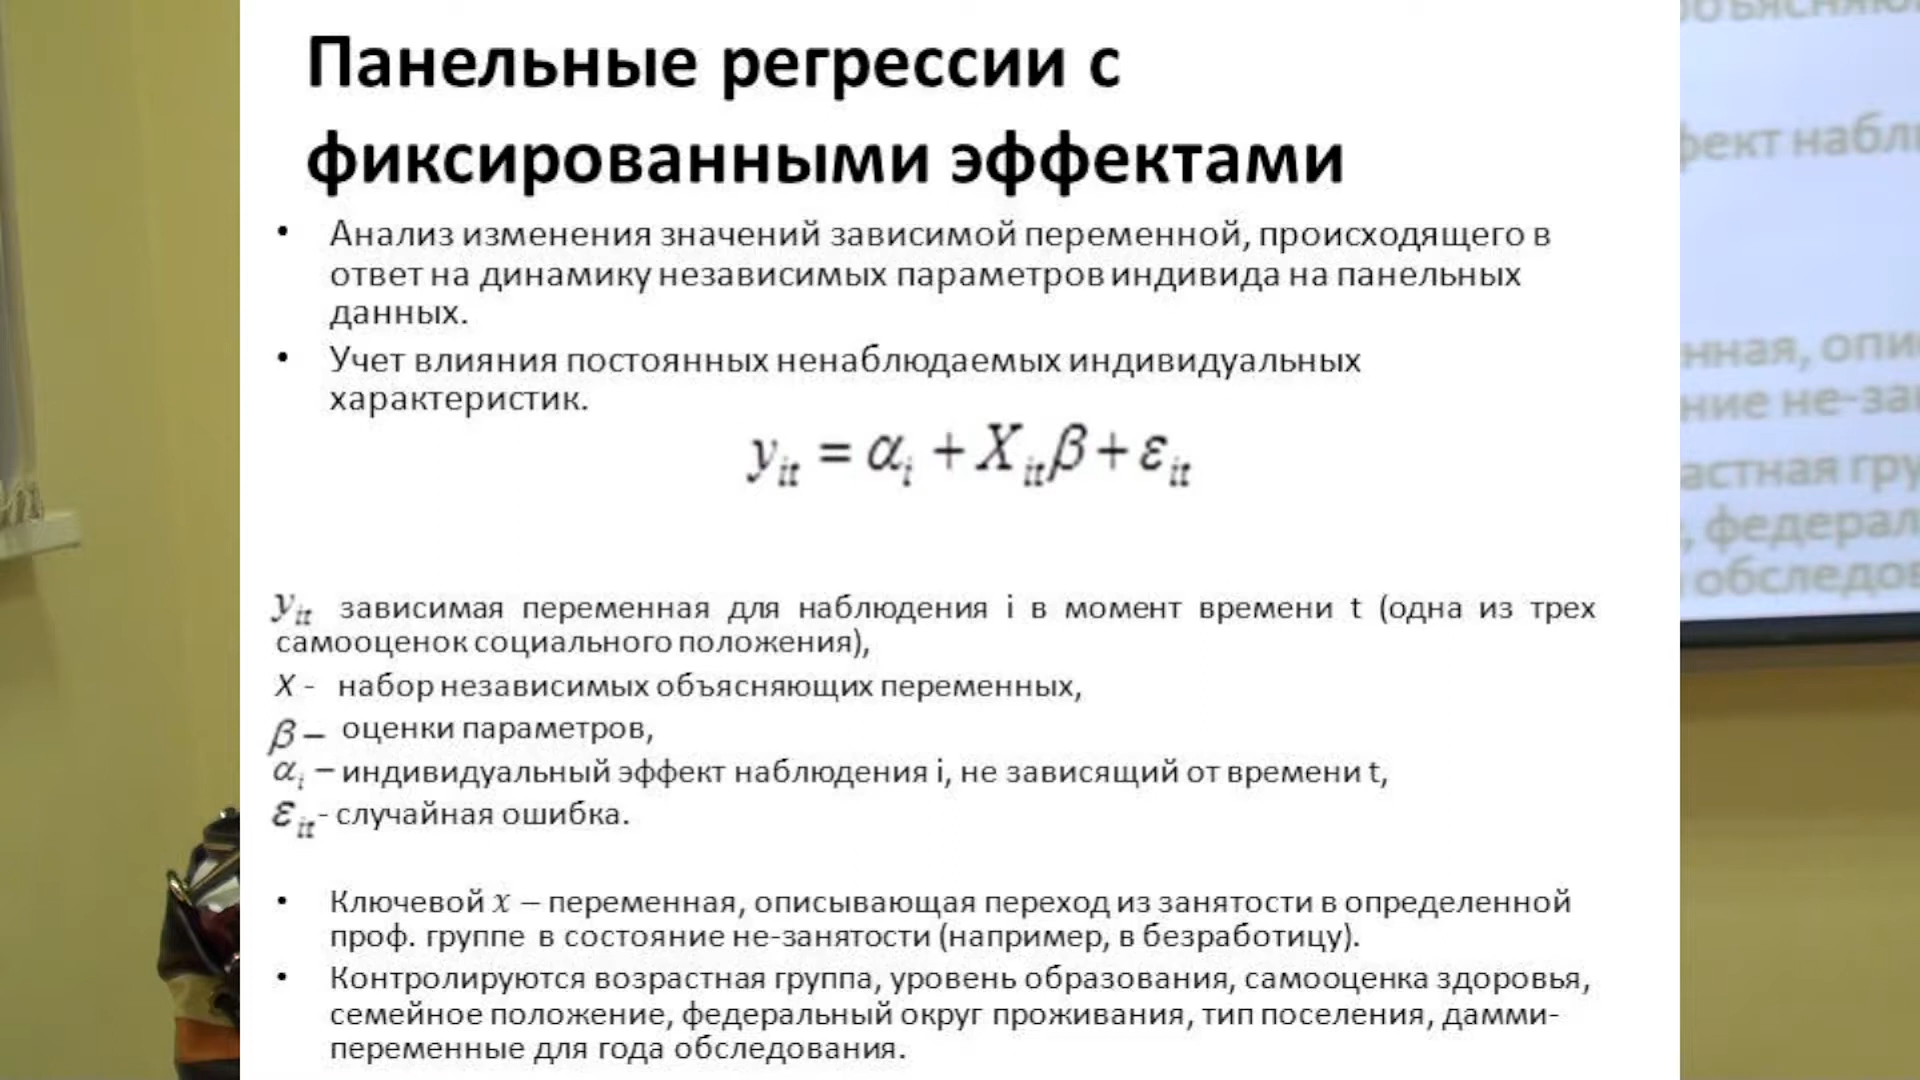 Панельные регрессии с
фиксированными эффектами
• Анализ изменения значений зависимой переменной, происходящего в
ответ на динамику независимых параметров индивида на панельных
данных.
• Учет влияния постоянных ненаблюдаемых индивидуальных
характеристик.
y_it = α_i + X_it β + ε_it
y_it зависимая переменная для наблюдения i в момент времени t (одна из трех
самооценок социального положения),
X - набор независимых объясняющих переменных,
β – оценки параметров,
α_i – индивидуальный эффект наблюдения i, не зависящий от времени t,
ε_it - случайная ошибка.
• Ключевой x – переменная, описывающая переход из занятости в определенной
проф. группе в состояние не-занятости (например, в безработицу).
• Контролируются возрастная группа, уровень образования, самооценка здоровья,
семейное положение, федеральный округ проживания, тип поселения, дамми-
переменные для года обследования.